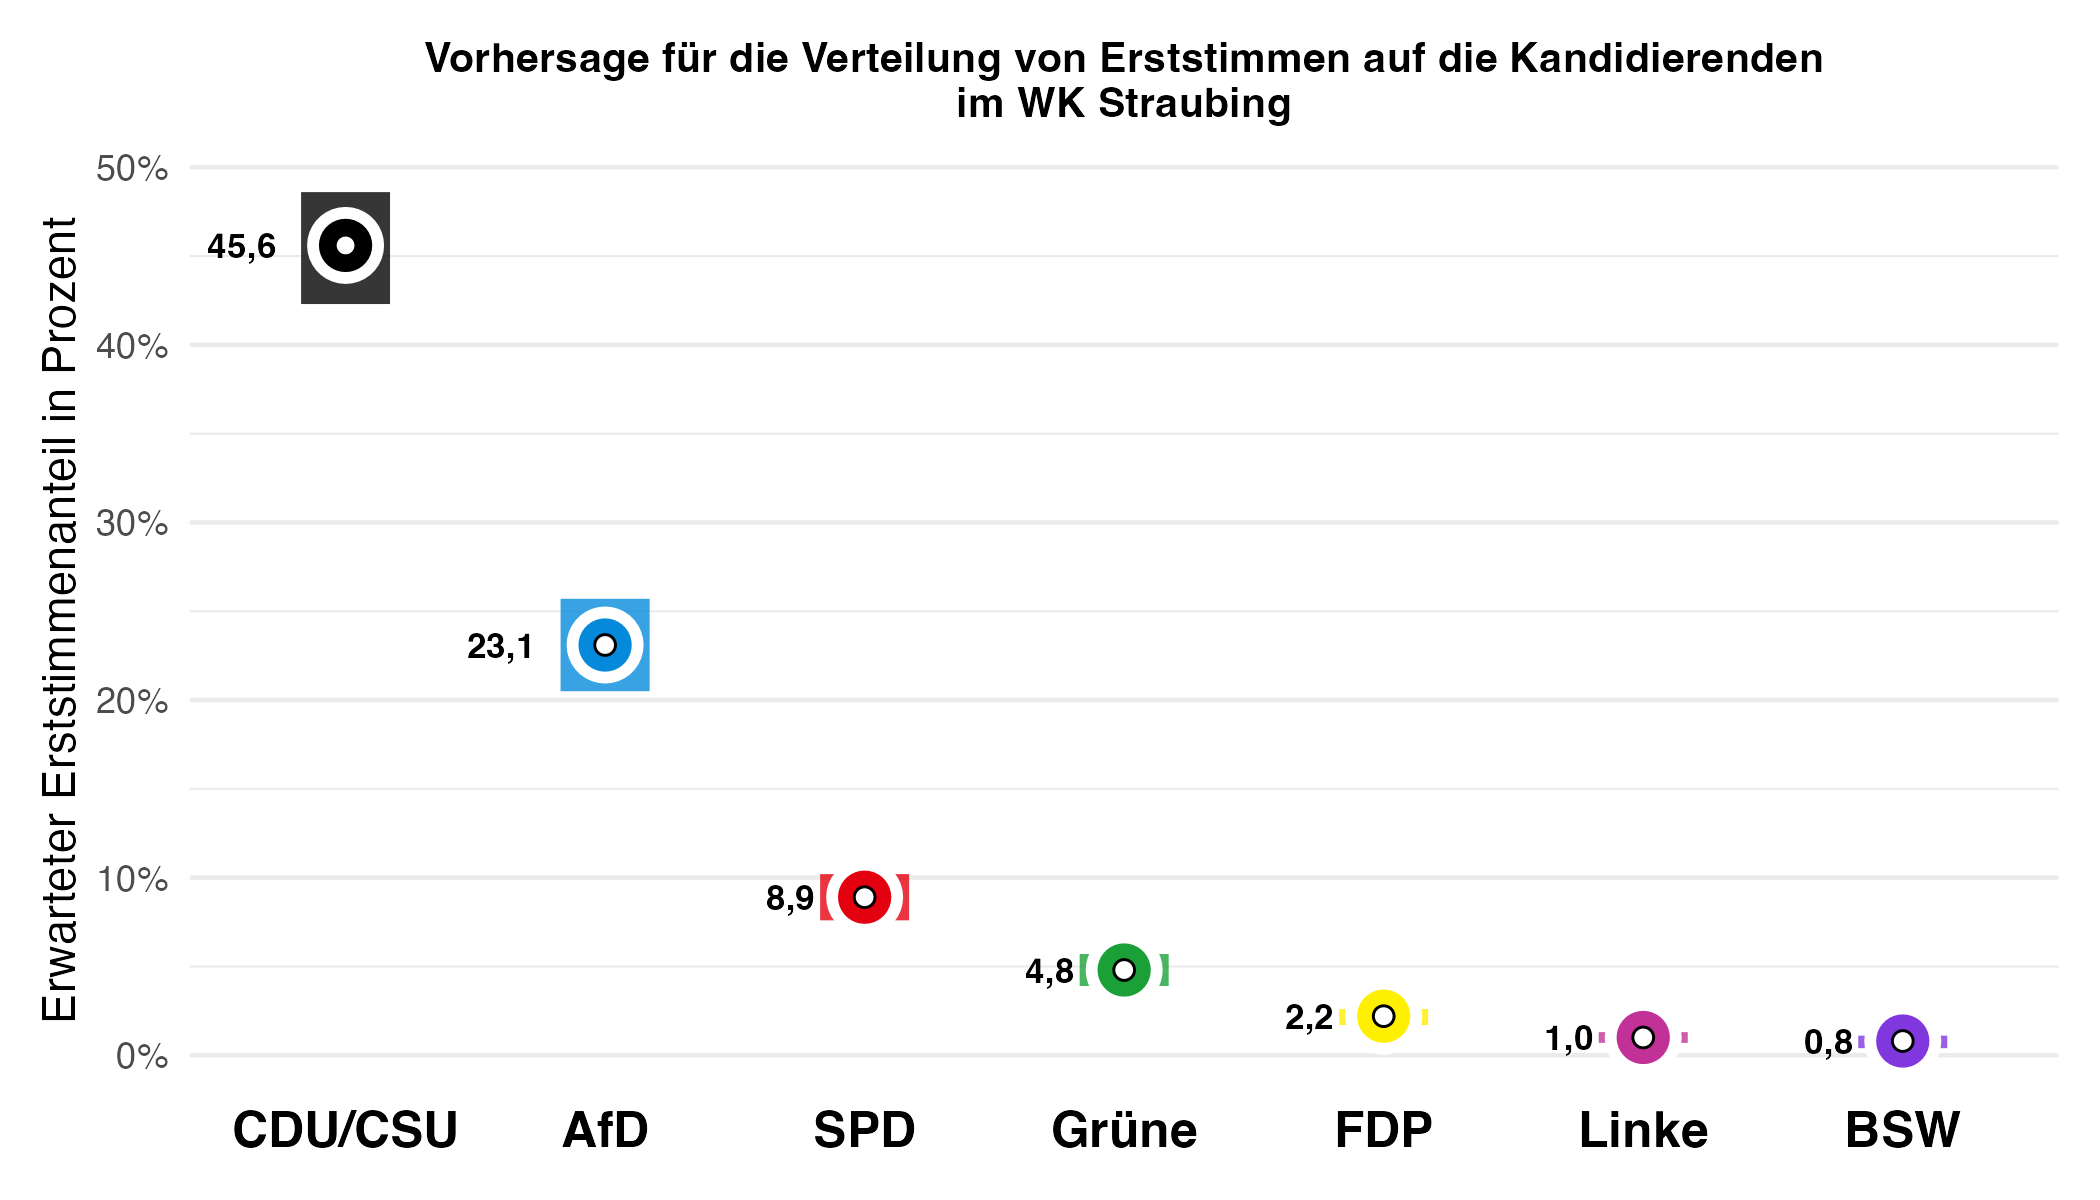 Vorhersage für die Verteilung von Erststimmen auf die Kandidierenden
im WK Straubing
Erwarteter Erststimmenanteil in Prozent
50%
40%
30%
20%
10%
0%
45,6
23,1
8,9
4,8
2,2
1,0
0,8
CDU/CSU
AfD
SPD
Grüne
FDP
Linke
BSW